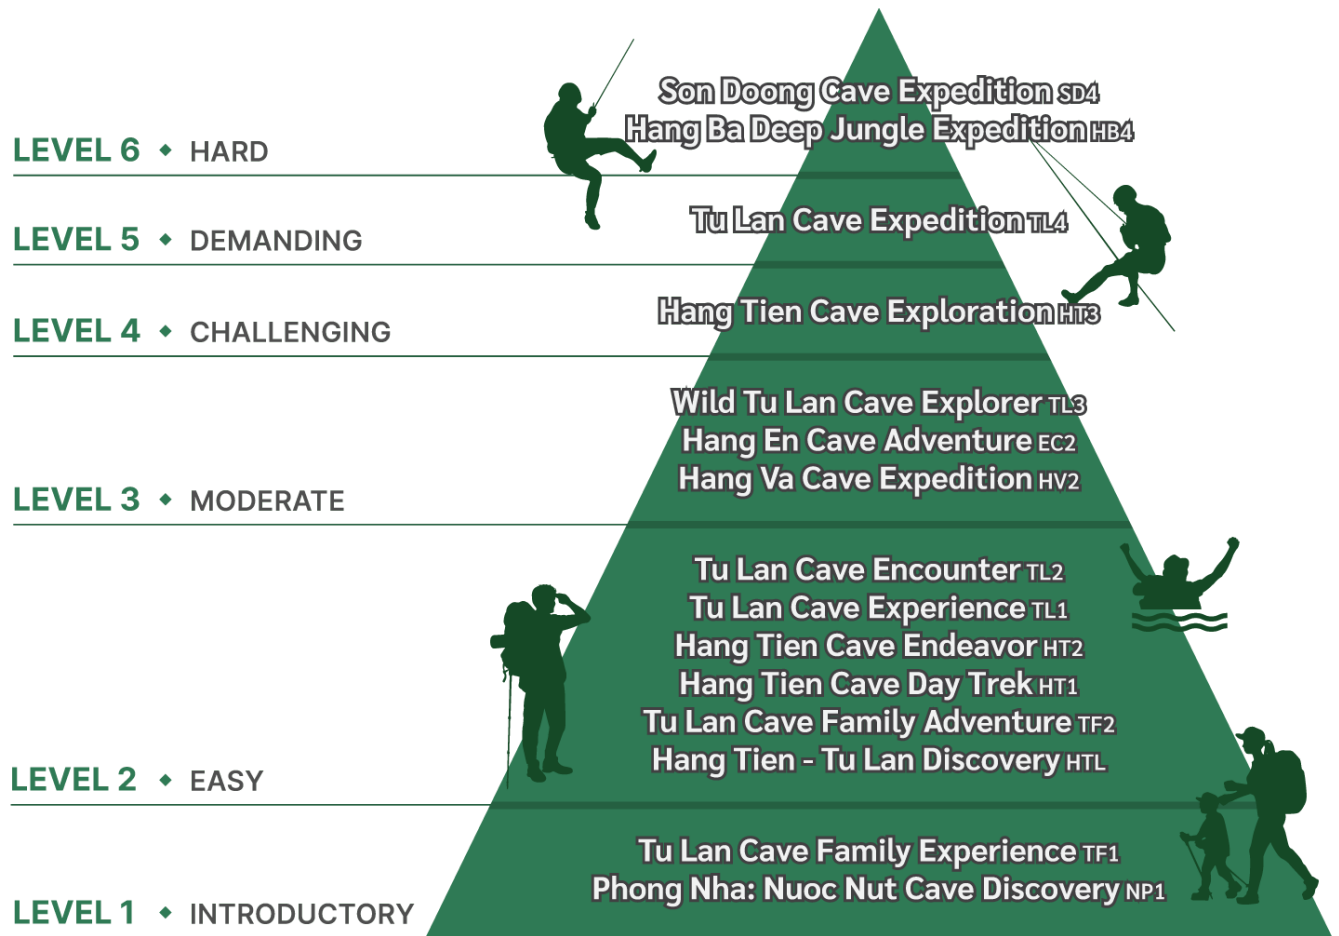 Son Doong Cave Expedition SD4
Hang Ba Deep Jungle Expedition HB4
LEVEL 6 ◆ HARD
Tu Lan Cave Expedition TL4
LEVEL 5 ◆ DEMANDING
Hang Tien Cave Exploration HT3
LEVEL 4 ◆ CHALLENGING
Wild Tu Lan Cave Explorer TL3
Hang En Cave Adventure EC2
Hang Va Cave Expedition HV2
LEVEL 3 ◆ MODERATE
Tu Lan Cave Encounter TL2
Tu Lan Cave Experience TL1
Hang Tien Cave Endeavor HT2
Hang Tien Cave Day Trek HT1
Tu Lan Cave Family Adventure TF2
Hang Tien - Tu Lan Discovery HTL
LEVEL 2 ◆ EASY
Tu Lan Cave Family Experience TF1
Phong Nha: Nuoc Nut Cave Discovery NP1
LEVEL 1 ◆ INTRODUCTORY